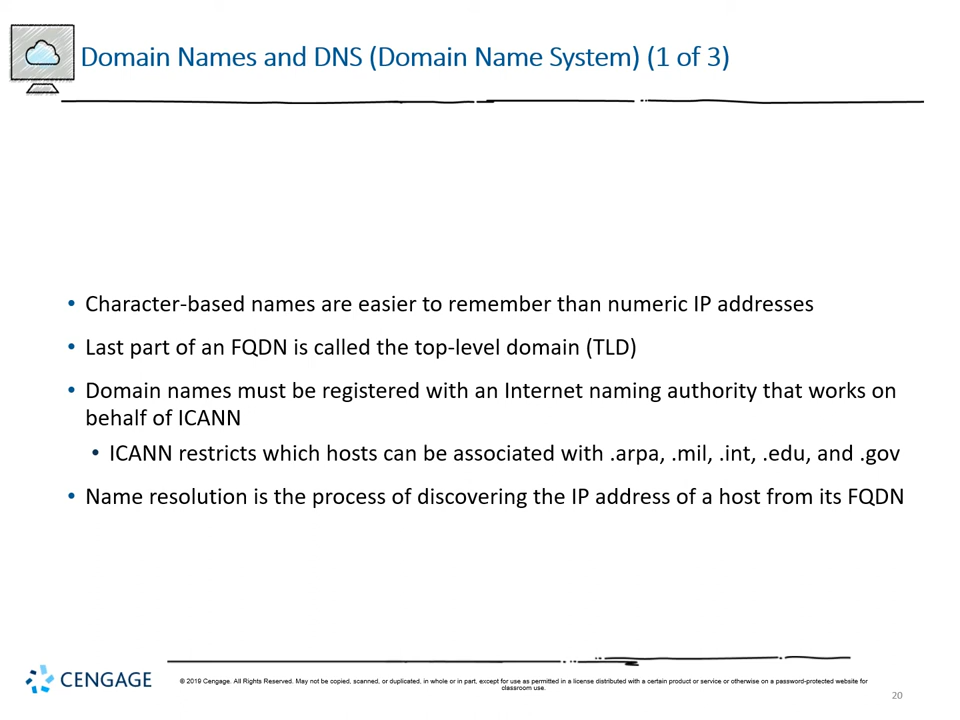 Domain Names and DNS (Domain Name System) (1 of 3)
• Character-based names are easier to remember than numeric IP addresses
• Last part of an FQDN is called the top-level domain (TLD)
• Domain names must be registered with an Internet naming authority that works on
behalf of ICANN
• ICANN restricts which hosts can be associated with .arpa, .mil, .int, .edu, and .gov
• Name resolution is the process of discovering the IP address of a host from its FQDN
CENGAGE
© 2019 Cengage. All Rights Reserved. May not be copied, scanned, or duplicated, in whole or in part, except for use as permitted in a license distributed with a certain product or service or otherwise on a password-protected website for
classroom use.
20